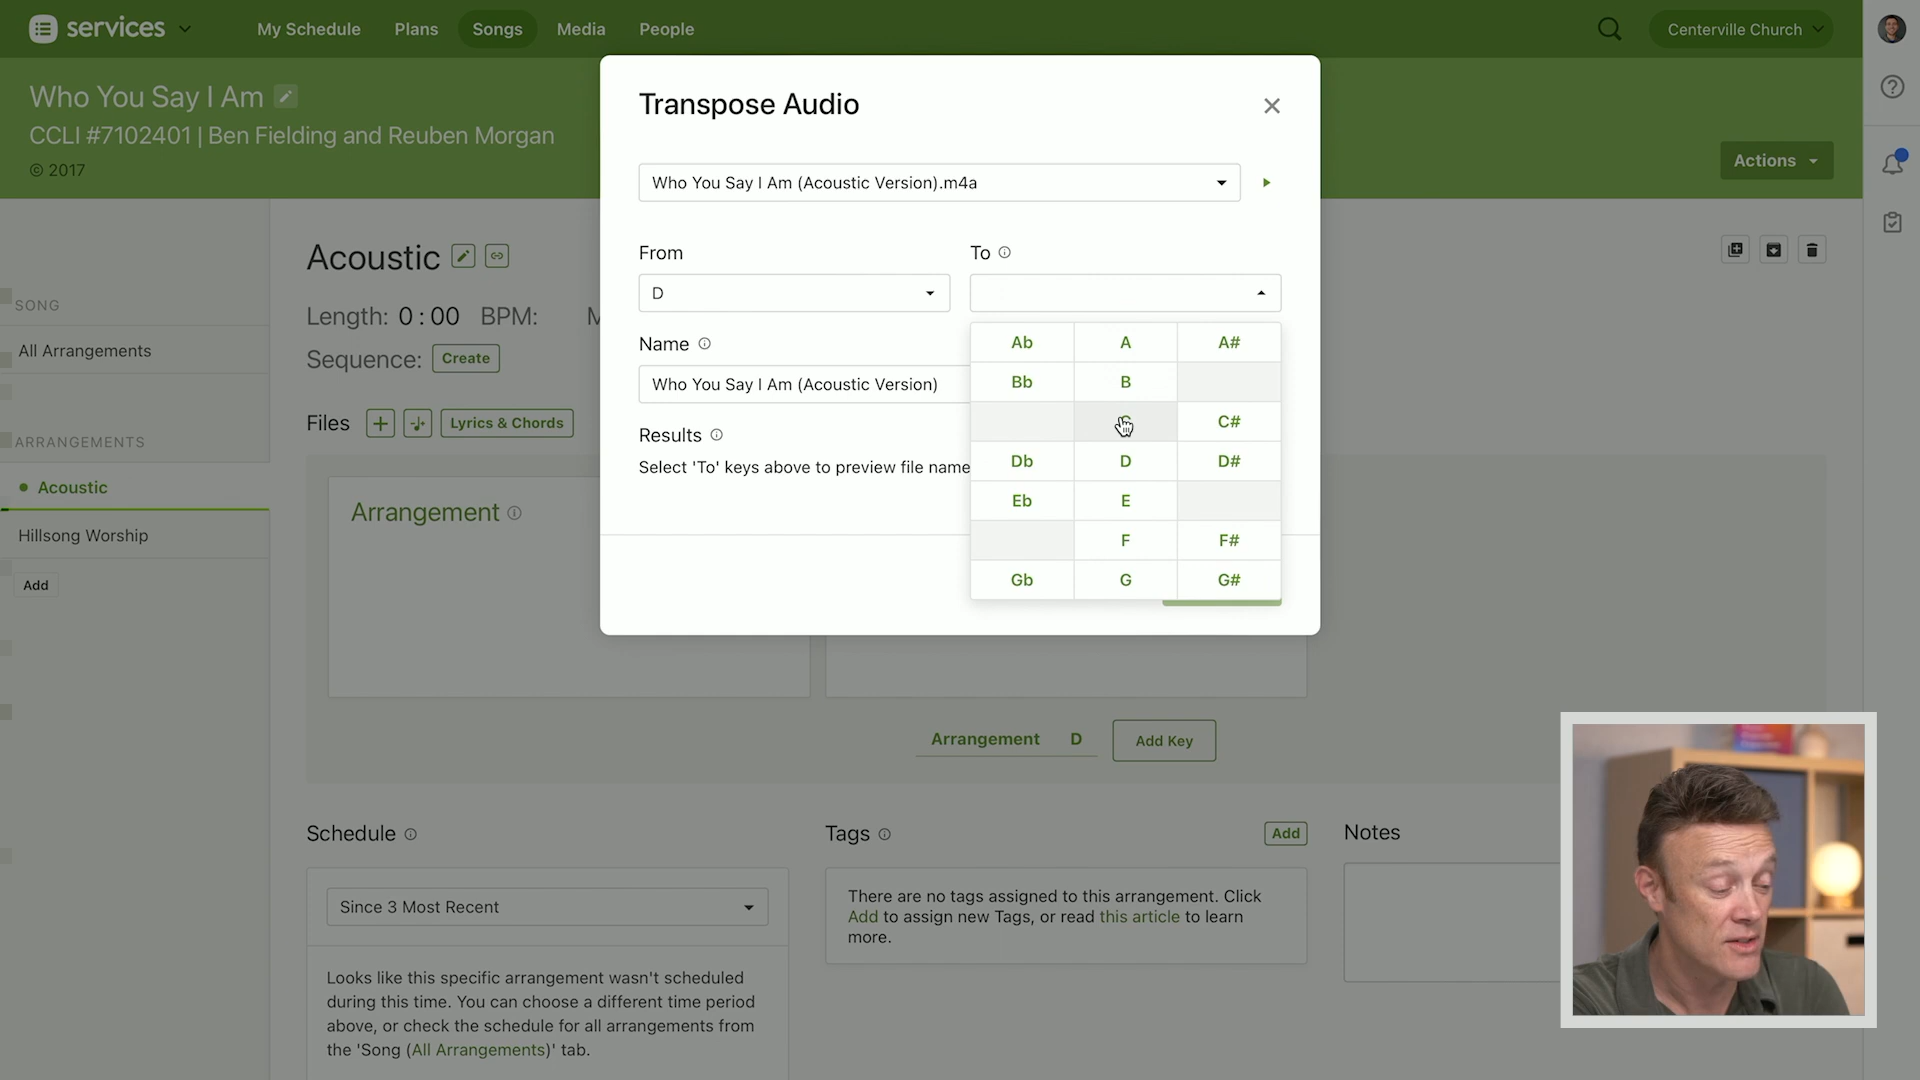 services
My Schedule
Plans
Songs
Media
People
Centerville Church
Who You Say I Am
CCLI #7102401 | Ben Fielding and Reuben Morgan
© 2017
Actions
SONG
All Arrangements
ARRANGEMENTS
Acoustic
Hillsong Worship
Add
Acoustic
Length: 0:00 BPM: M
Sequence: Create
Files
Lyrics & Chords
Arrangement
Transpose Audio
Who You Say I Am (Acoustic Version).m4a
From
To
D
Name
Who You Say I Am (Acoustic Version)
Results
Select 'To' keys above to preview file name
Ab A A#
Bb B
C#
Db D D#
Eb E
F F#
Gb G G#
Arrangement D
Add Key
Schedule
Since 3 Most Recent
Looks like this specific arrangement wasn't scheduled
during this time. You can choose a different time period
above, or check the schedule for all arrangements from
the 'Song (All Arrangements)' tab.
Tags
Add
There are no tags assigned to this arrangement. Click
Add to assign new Tags, or read this article to learn
more.
Notes